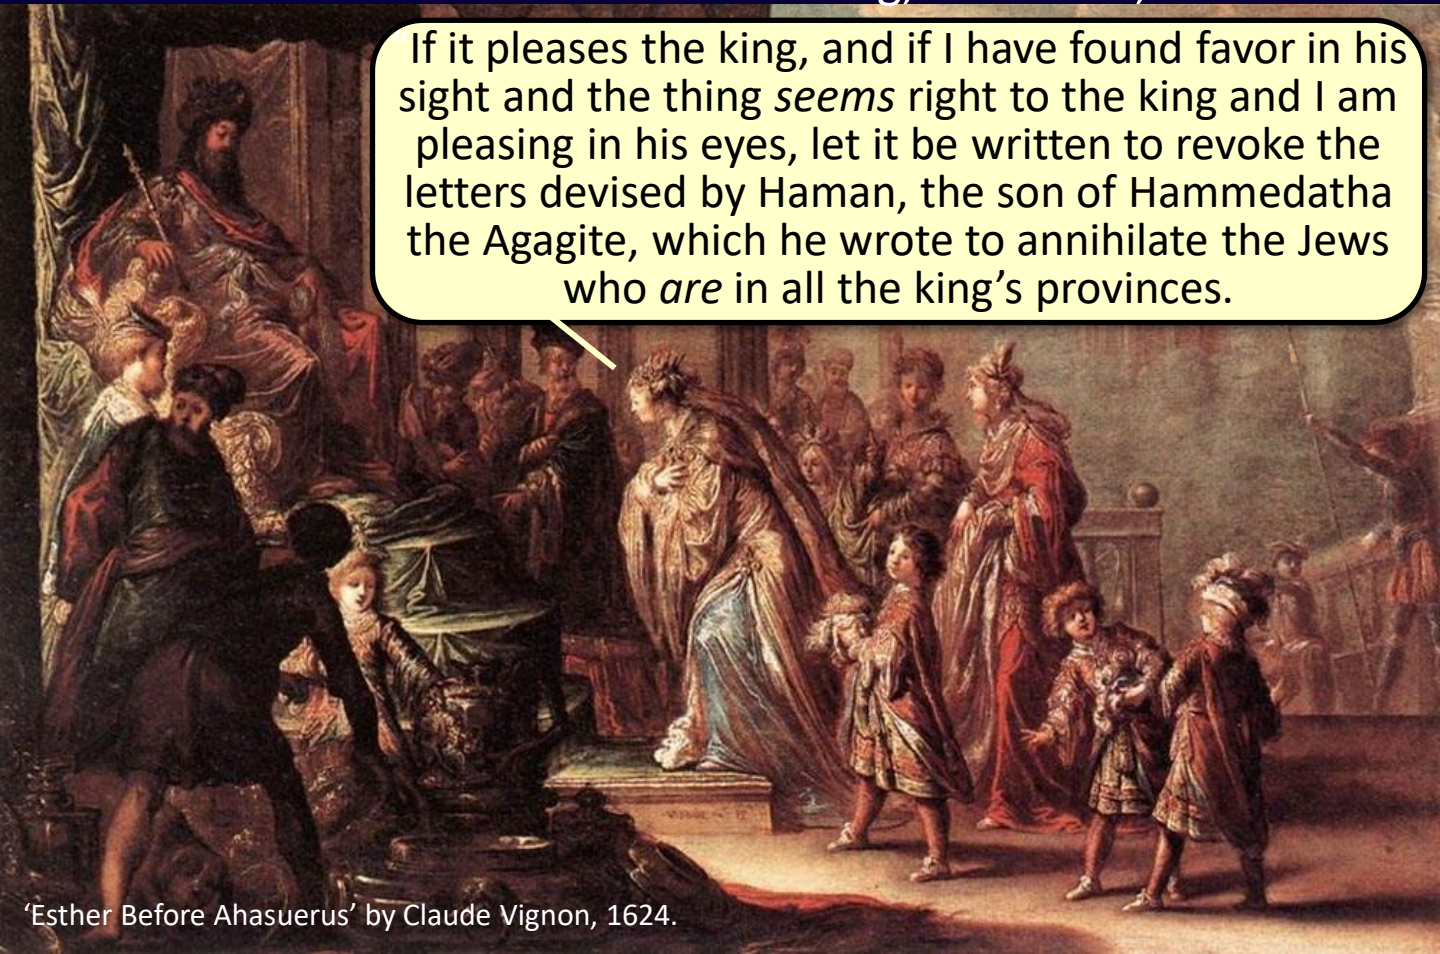 If it pleases the king, and if I have found favor in his
sight and the thing seems right to the king and I am
pleasing in his eyes, let it be written to revoke the
letters devised by Haman, the son of Hammedatha
the Agagite, which he wrote to annihilate the Jews
who are in all the king’s provinces.
‘Esther Before Ahasuerus’ by Claude Vignon, 1624.